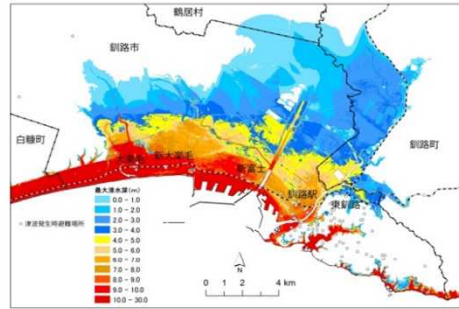 鶴居村
釧路市
白糠町
釧路町
大楽毛
新大楽毛
新富士
釧路駅
東釧路
最大浸水深(m)
0.0 - 1.0
1.0 - 2.0
2.0 - 3.0
3.0 - 4.0
4.0 - 5.0
5.0 - 6.0
6.0 - 7.0
7.0 - 8.0
8.0 - 9.0
9.0 - 10.0
10.0 - 30.0
津波発生時避難場所
N
0 2 4 km